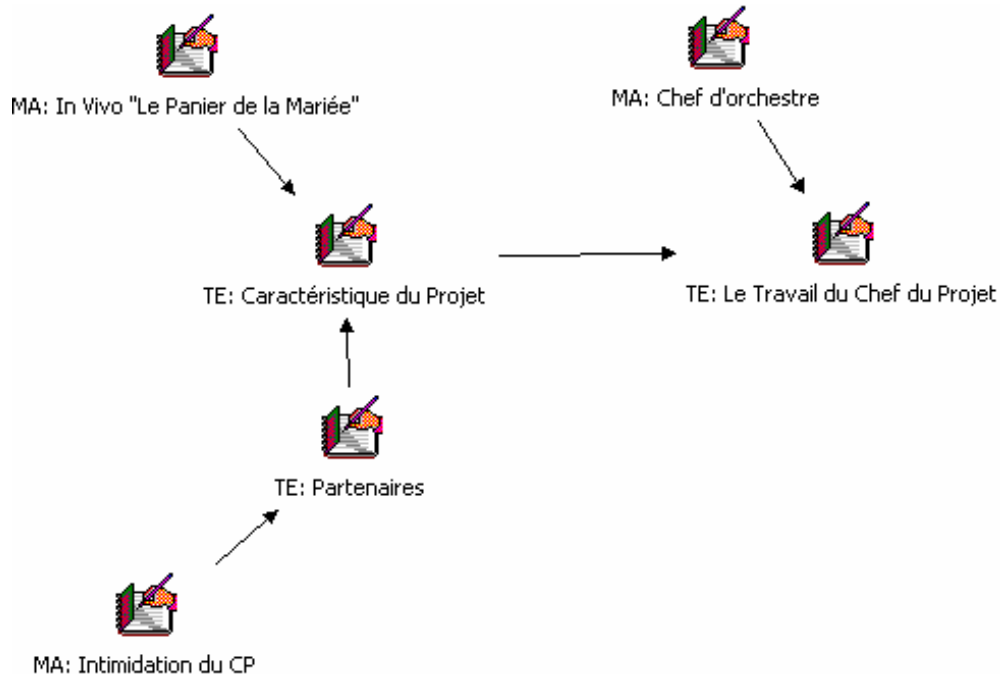 MA: In Vivo "Le Panier de la Mariée"
MA: Chef d'orchestre
TE: Caractéristique du Projet
TE: Le Travail du Chef du Projet
TE: Partenaires
MA: Intimidation du CP